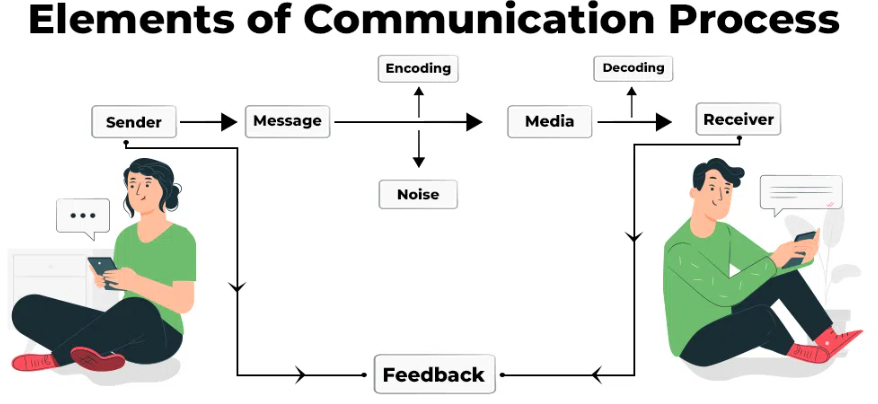 Elements of Communication Process
Encoding
Decoding
Sender
Message
Media
Receiver
Noise
Feedback